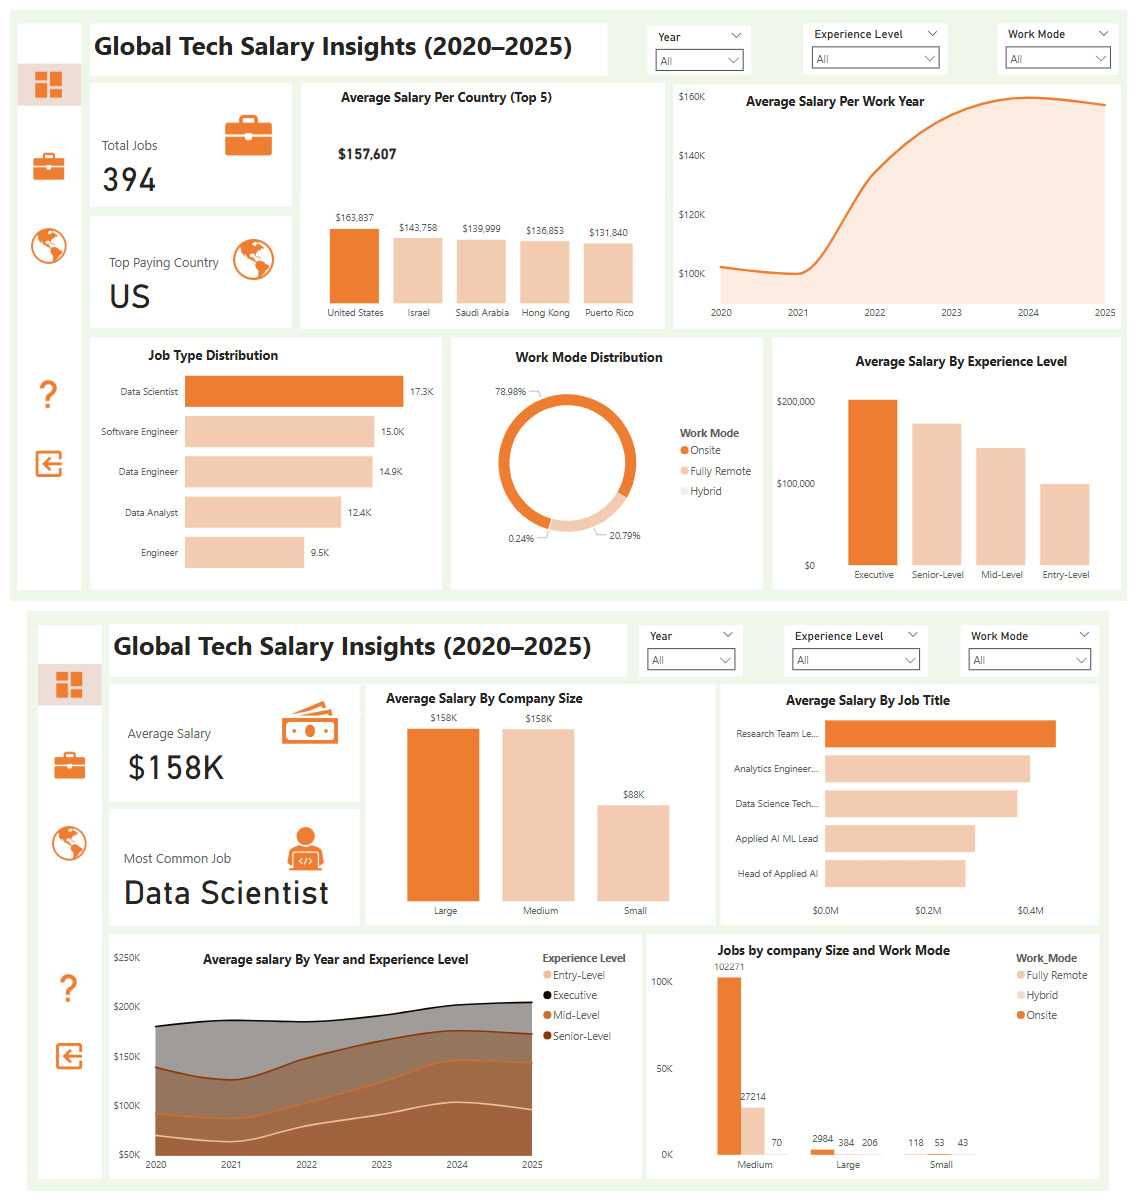 Global Tech Salary Insights (2020–2025)
Year
All
Experience Level
All
Work Mode
All
Total Jobs
394
Top Paying Country
US
Average Salary Per Country (Top 5)
$157,607
$163,837
$143,758
$139,999
$136,853
$131,840
United States
Israel
Saudi Arabia
Hong Kong
Puerto Rico
Average Salary Per Work Year
$160K
$140K
$120K
$100K
2020
2021
2022
2023
2024
2025
Job Type Distribution
Data Scientist
17.3K
Software Engineer
15.0K
Data Engineer
14.9K
Data Analyst
12.4K
Engineer
9.5K
Work Mode Distribution
78.98%
0.24%
20.79%
Work Mode
Onsite
Fully Remote
Hybrid
Average Salary By Experience Level
$200,000
$100,000
$0
Executive
Senior-Level
Mid-Level
Entry-Level
?
Global Tech Salary Insights (2020–2025)
Year
All
Experience Level
All
Work Mode
All
Average Salary
$158K
Most Common Job
Data Scientist
</>
Average Salary By Company Size
$158K
$158K
$88K
Large
Medium
Small
Average Salary By Job Title
Research Team Le...
Analytics Engineer...
Data Science Tech...
Applied AI ML Lead
Head of Applied AI
$0.0M
$0.2M
$0.4M
Average salary By Year and Experience Level
$250K
$200K
$150K
$100K
$50K
2020
2021
2022
2023
2024
2025
Experience Level
Entry-Level
Executive
Mid-Level
Senior-Level
Jobs by company Size and Work Mode
100K
50K
0K
102271
27214
70
2984
384
206
118
53
43
Medium
Large
Small
Work_Mode
Fully Remote
Hybrid
Onsite
?